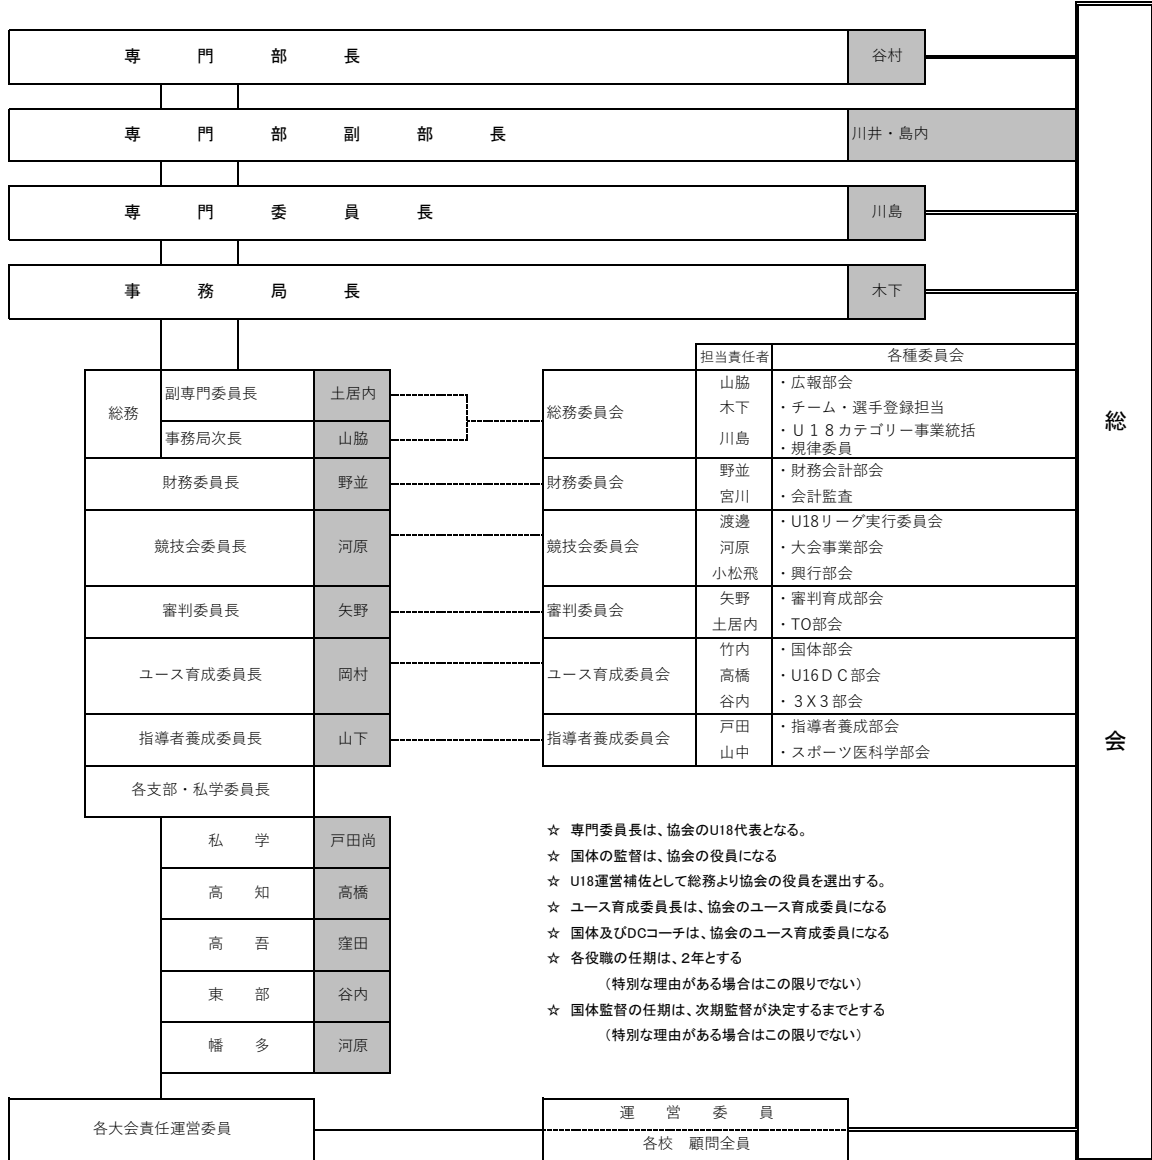 専門部長 谷村
専門部副部長 川井・島内
専門委員長 川島
事務局長 木下
担当責任者 各種委員会
総務 副専門委員長 土居内
事務局次長 山脇
総務委員会
山脇 ・広報部会
木下 ・チーム・選手登録担当
川島 ・U18カテゴリー事業統括
・規律委員
財務委員長 野並 財務委員会
野並 ・財務会計部会
宮川 ・会計監査
競技会委員長 河原 競技会委員会
渡邊 ・U18リーグ実行委員会
河原 ・大会事業部会
小松飛 ・興行部会
審判委員長 矢野 審判委員会
矢野 ・審判育成部会
土居内 ・TO部会
ユース育成委員長 岡村 ユース育成委員会
竹内 ・国体部会
高橋 ・U16DC部会
谷内 ・3X3部会
指導者養成委員長 山下 指導者養成委員会
戸田 ・指導者養成部会
山中 ・スポーツ医科学部会
各支部・私学委員長
私学 戸田尚
高知 高橋
高吾 窪田
東部 谷内
幡多 河原
☆ 専門委員長は、協会のU18代表となる。
☆ 国体の監督は、協会の役員になる
☆ U18運営補佐として総務より協会の役員を選出する。
☆ ユース育成委員長は、協会のユース育成委員になる
☆ 国体及びDCコーチは、協会のユース育成委員になる
☆ 各役職の任期は、2年とする
(特別な理由がある場合はこの限りでない)
☆ 国体監督の任期は、次期監督が決定するまでとする
(特別な理由がある場合はこの限りでない)
各大会責任運営委員
運営委員
各校 顧問全員
総会